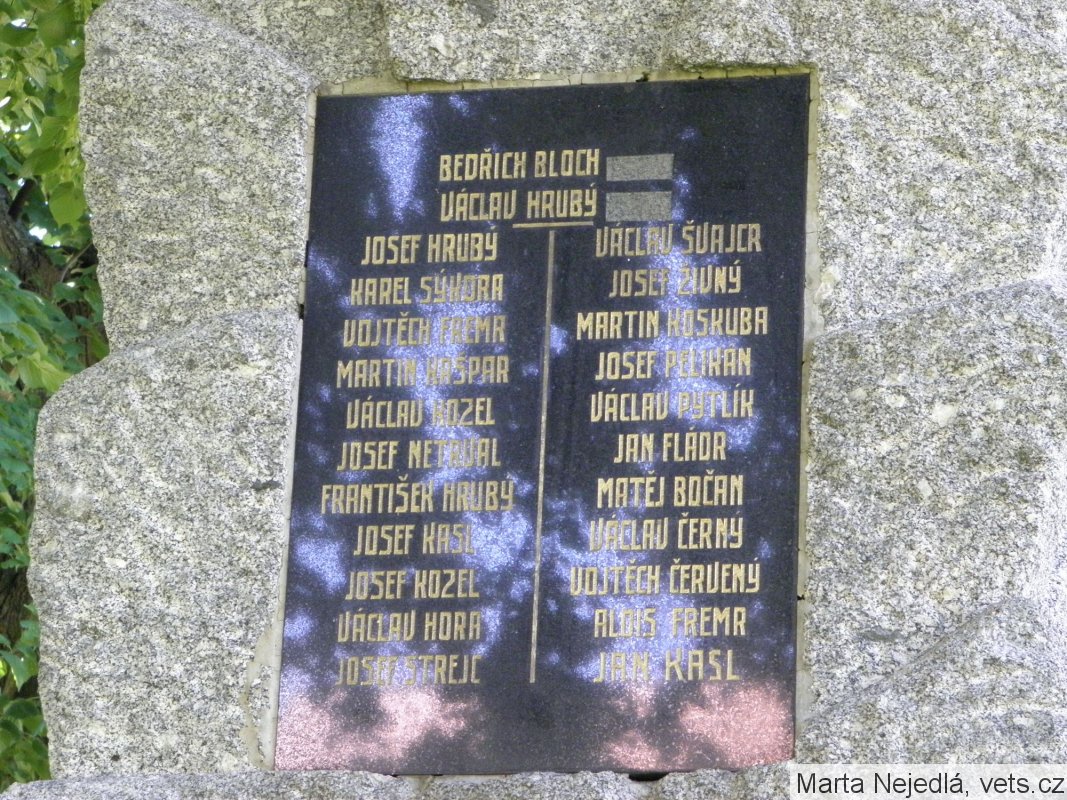 BEDŘICH BLOCH
VÁCLAV HRUBÝ
JOSEF HRUBÝ
KAREL SÝKORA
VOJTĚCH FREMR
MARTIN KAŠPAR
VÁCLAV KOZEL
JOSEF NETRVAL
FRANTIŠEK HRUBÝ
JOSEF KASL
JOSEF KOZEL
VÁCLAV HORA
JOSEF STREJC
VÁCLAV ŠVAJCR
JOSEF ŽIVNÝ
MARTIN KOSKUBA
JOSEF PELIKAN
VÁCLAV PYTLÍK
JAN FLÁDR
MATĚJ BOČAN
VÁCLAV ČERNÝ
VOJTĚCH ČERVENÝ
ALOIS FREMR
JAN KASL
Marta Nejedlá, vets.cz